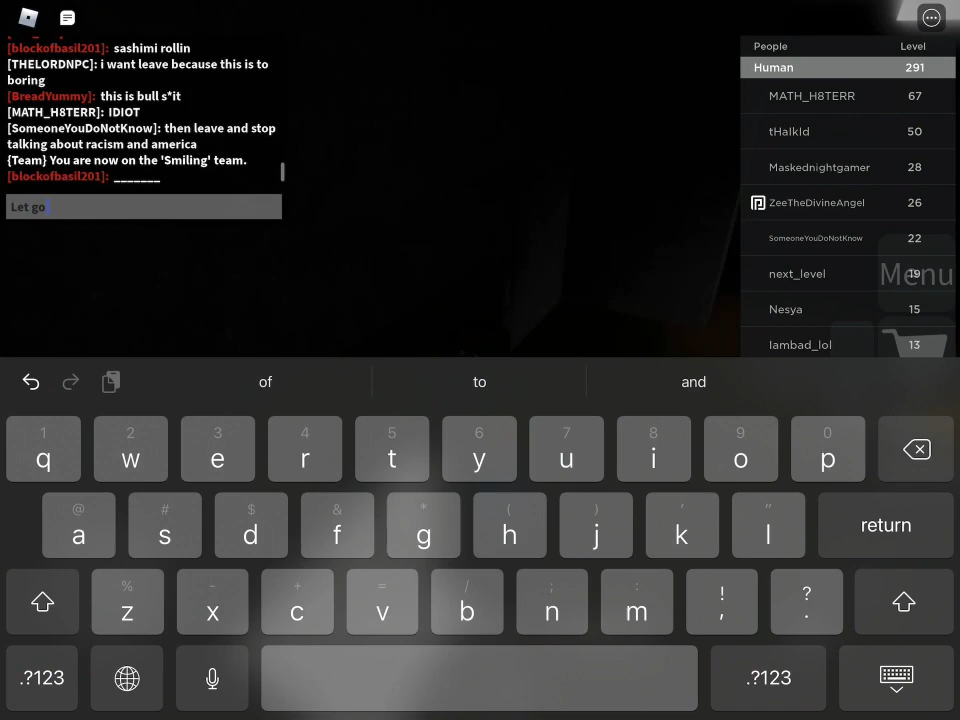 [blockofbasil201]: sashimi rollin
[THELORDNPC]: i want leave because this is to
boring
[BreadYummy]: this is bull s*it
[MATH_H8TERR]: IDIOT
[SomeoneYouDoNotKnow]: then leave and stop
talking about racism and america
{Team} You are now on the 'Smiling' team.
[blockofbasil201]: _______
Let go
People Level
Human 291
MATH_H8TERR 67
tHalkId 50
Maskednightgamer 28
ZeeTheDivineAngel 26
SomeoneYouDoNotKnow 22
next_level 19
Menu
Nesya 15
Iambad_lol 13
of to and
1 2 3 4 5 6 7 8 9 0
q w e r t y u i o p
@ # $ & * ( ) ' "
a s d f g h j k l return
% - + = / ; : ! ?
z x c v b n m , .
.?123 .?123